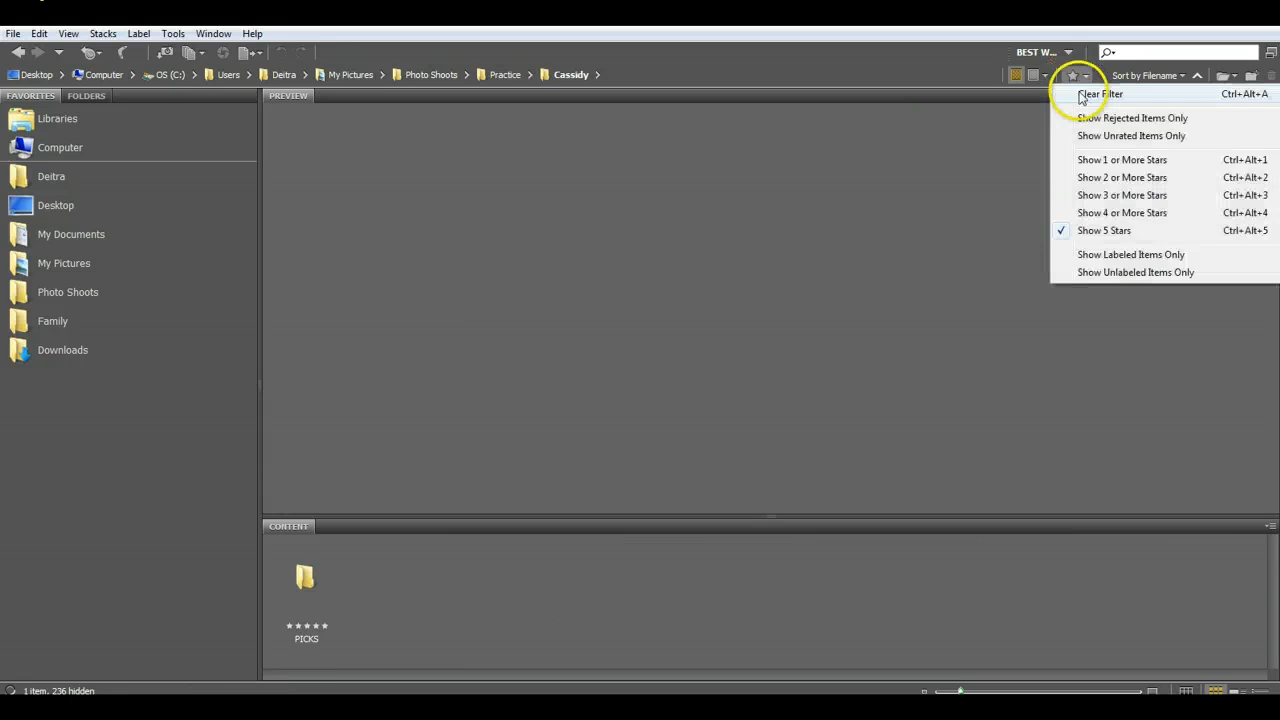 File Edit View Stacks Label Tools Window Help
BEST W...
Desktop Computer OS (C:) Users Deitra My Pictures Photo Shoots Practice Cassidy
Sort by Filename
FAVORITES FOLDERS
PREVIEW
Libraries
Computer
Deitra
Desktop
My Documents
My Pictures
Photo Shoots
Family
Downloads
Clear Filter Ctrl+Alt+A
Show Rejected Items Only
Show Unrated Items Only
Show 1 or More Stars Ctrl+Alt+1
Show 2 or More Stars Ctrl+Alt+2
Show 3 or More Stars Ctrl+Alt+3
Show 4 or More Stars Ctrl+Alt+4
Show 5 Stars Ctrl+Alt+5
Show Labeled Items Only
Show Unlabeled Items Only
CONTENT
PICKS
1 item, 236 hidden